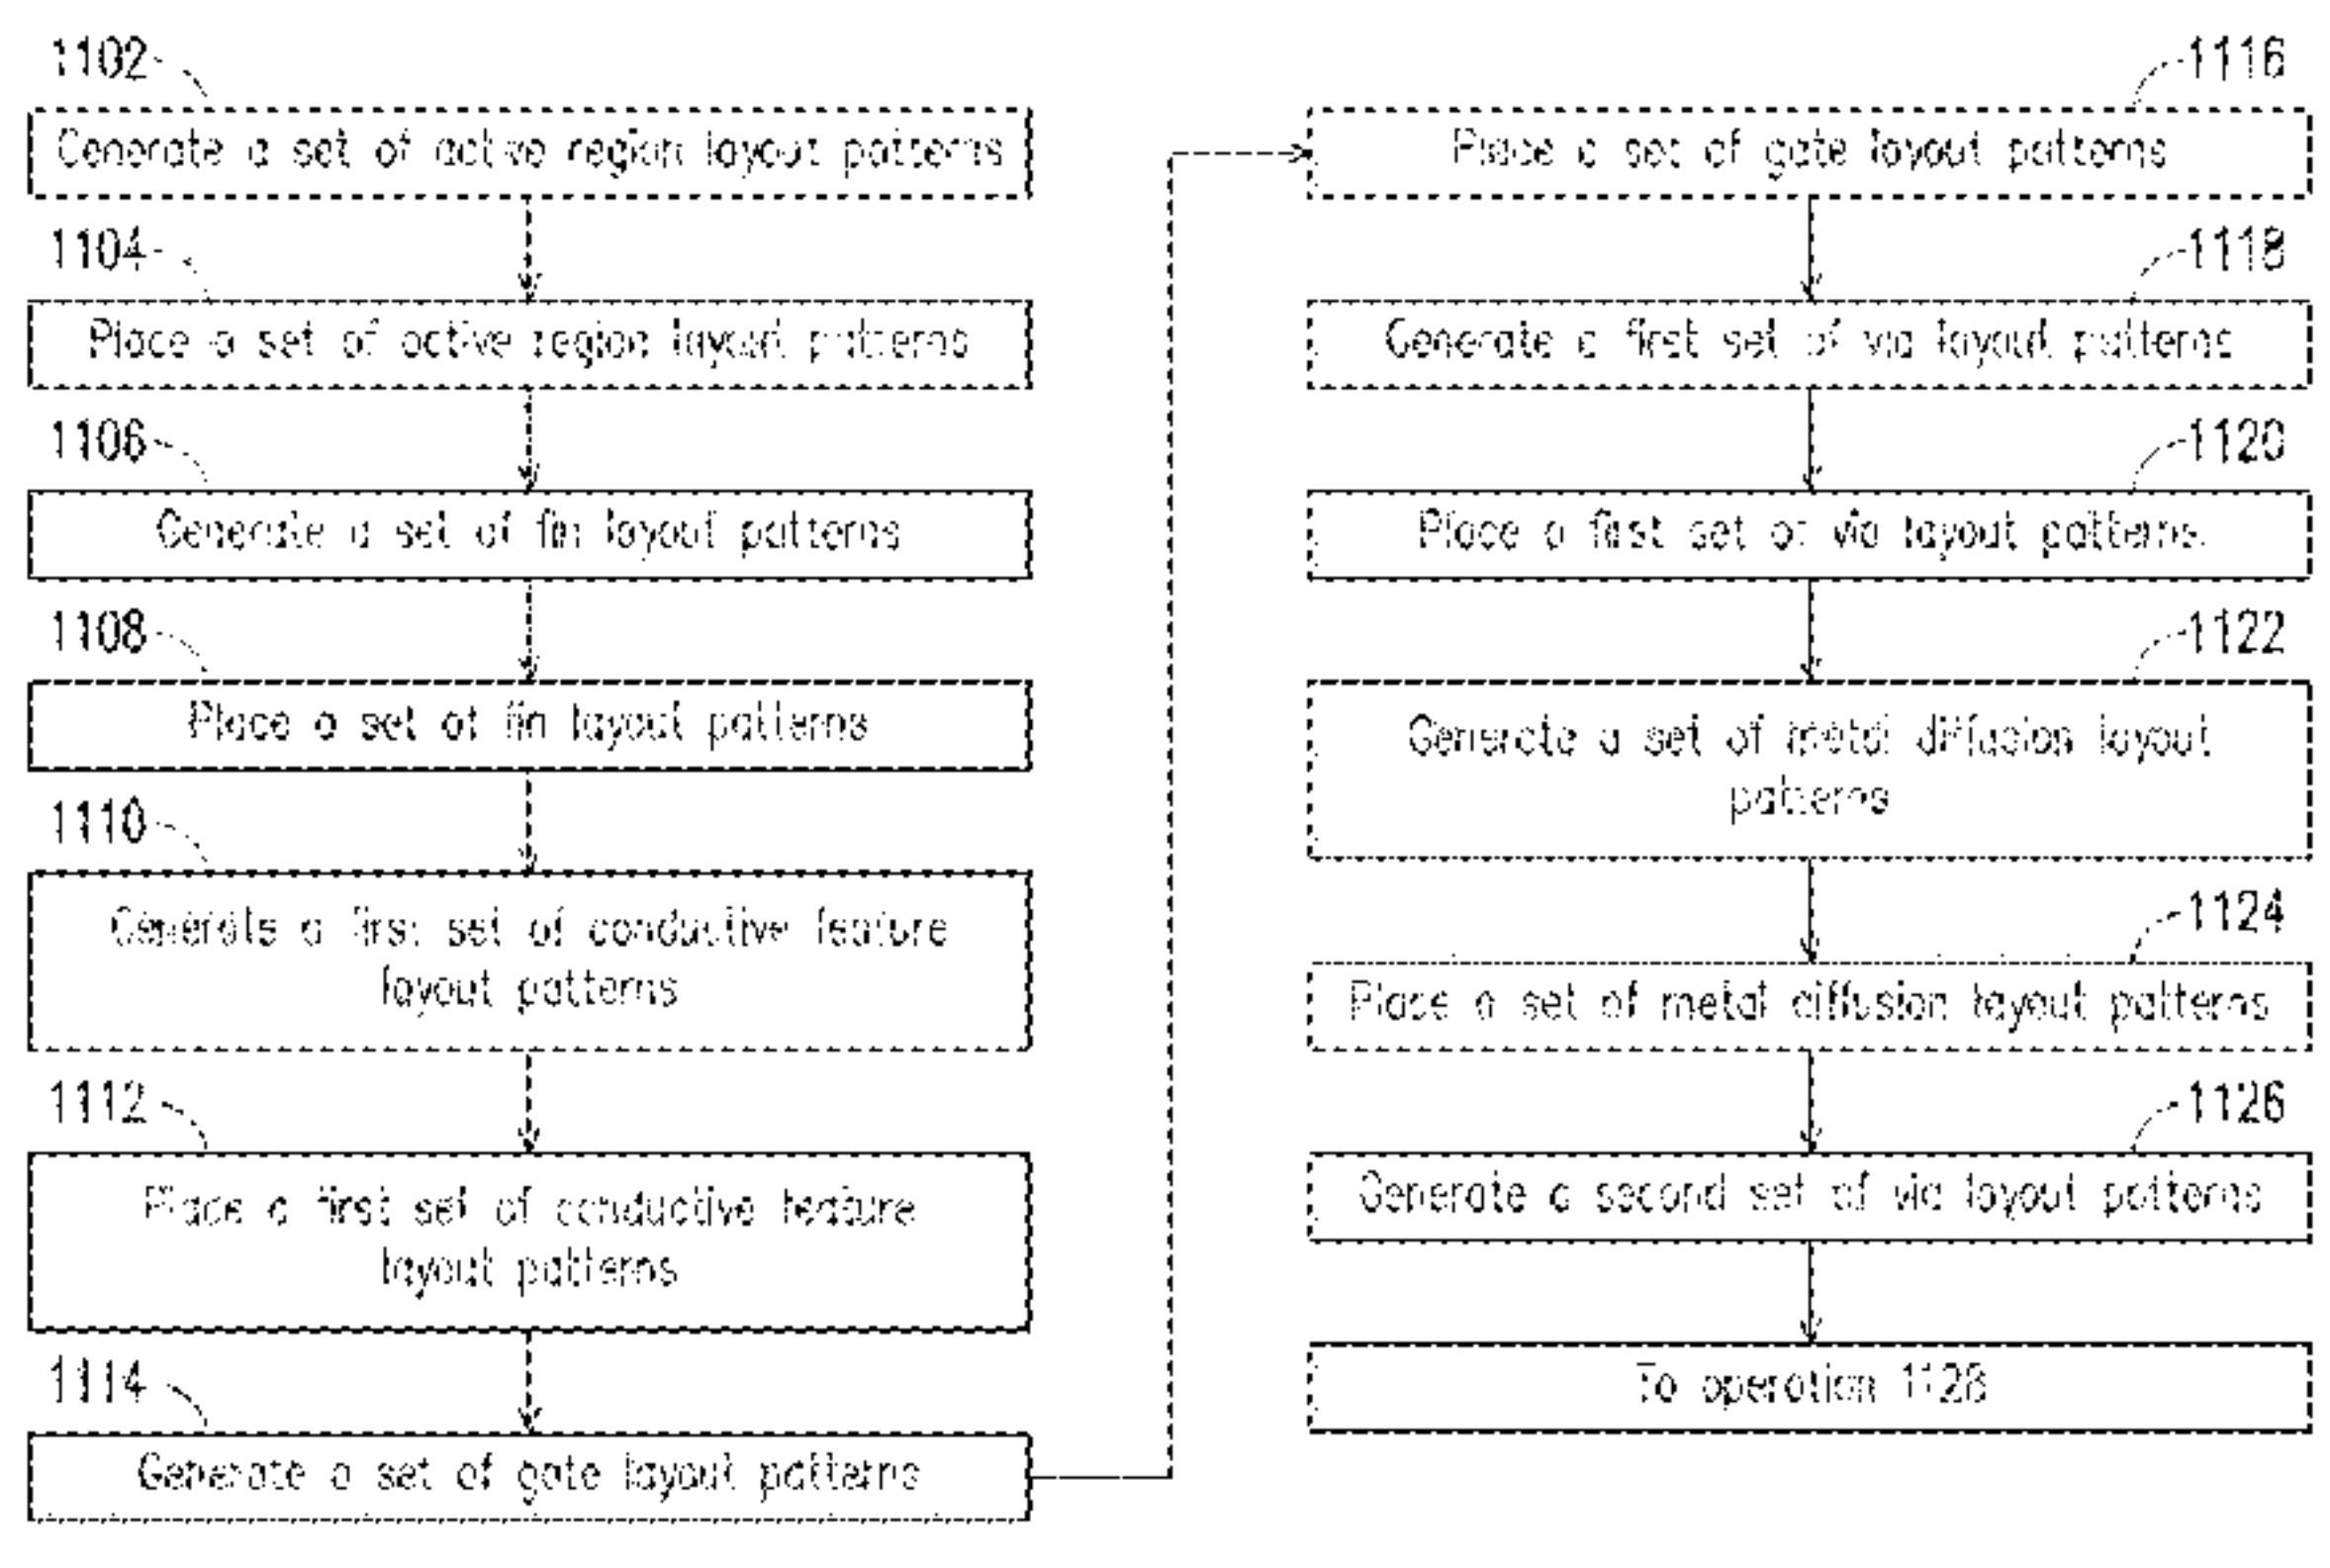 1102
Generate a set of active region layout patterns
1104
Place a set of active region layout patterns
1106
Generate a set of fin layout patterns
1108
Place a set of fin layout patterns
1110
Generate a first set of conductive feature
layout patterns
1112
Place a first set of conductive feature
layout patterns
1114
Generate a set of gate layout patterns
1116
Place a set of gate layout patterns
1118
Generate a first set of via layout patterns
1120
Place a first set of via layout patterns
1122
Generate a set of metal diffusion layout
patterns
1124
Place a set of metal diffusion layout patterns
1126
Generate a second set of via layout patterns
To operation 1128